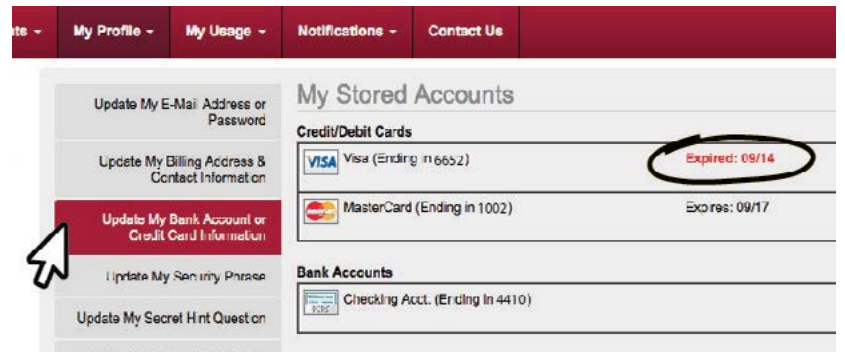 My Profile
My Usage
Notifications
Contact Us
Update My E-Mail Address or
Password
Update My Billing Address &
Contact Information
Update My Bank Account or
Credit Card Information
Update My Security Phrase
Update My Secret Hint Question
My Stored Accounts
Credit/Debit Cards
VISA Visa (Ending in 6652) Expired: 09/14
MasterCard (Ending in 1002) Expires: 09/17
Bank Accounts
Checking Acct. (Ending in 4410)